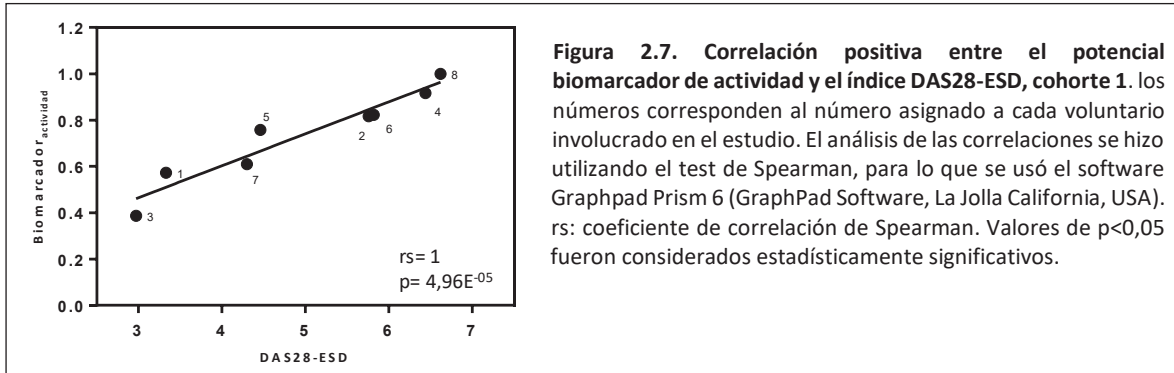 1.2
1.0
0.8
0.6
0.4
0.2
0.0
Biomarcador actividad
3
1
7
5
2
6
4
8
rs= 1
p= 4,96E-05
3 4 5 6 7
DAS28-ESD
Figura 2.7. Correlación positiva entre el potencial
biomarcador de actividad y el índice DAS28-ESD, cohorte 1. los
números corresponden al número asignado a cada voluntario
involucrado en el estudio. El análisis de las correlaciones se hizo
utilizando el test de Spearman, para lo que se usó el software
Graphpad Prism 6 (GraphPad Software, La Jolla California, USA).
rs: coeficiente de correlación de Spearman. Valores de p<0,05
fueron considerados estadísticamente significativos.